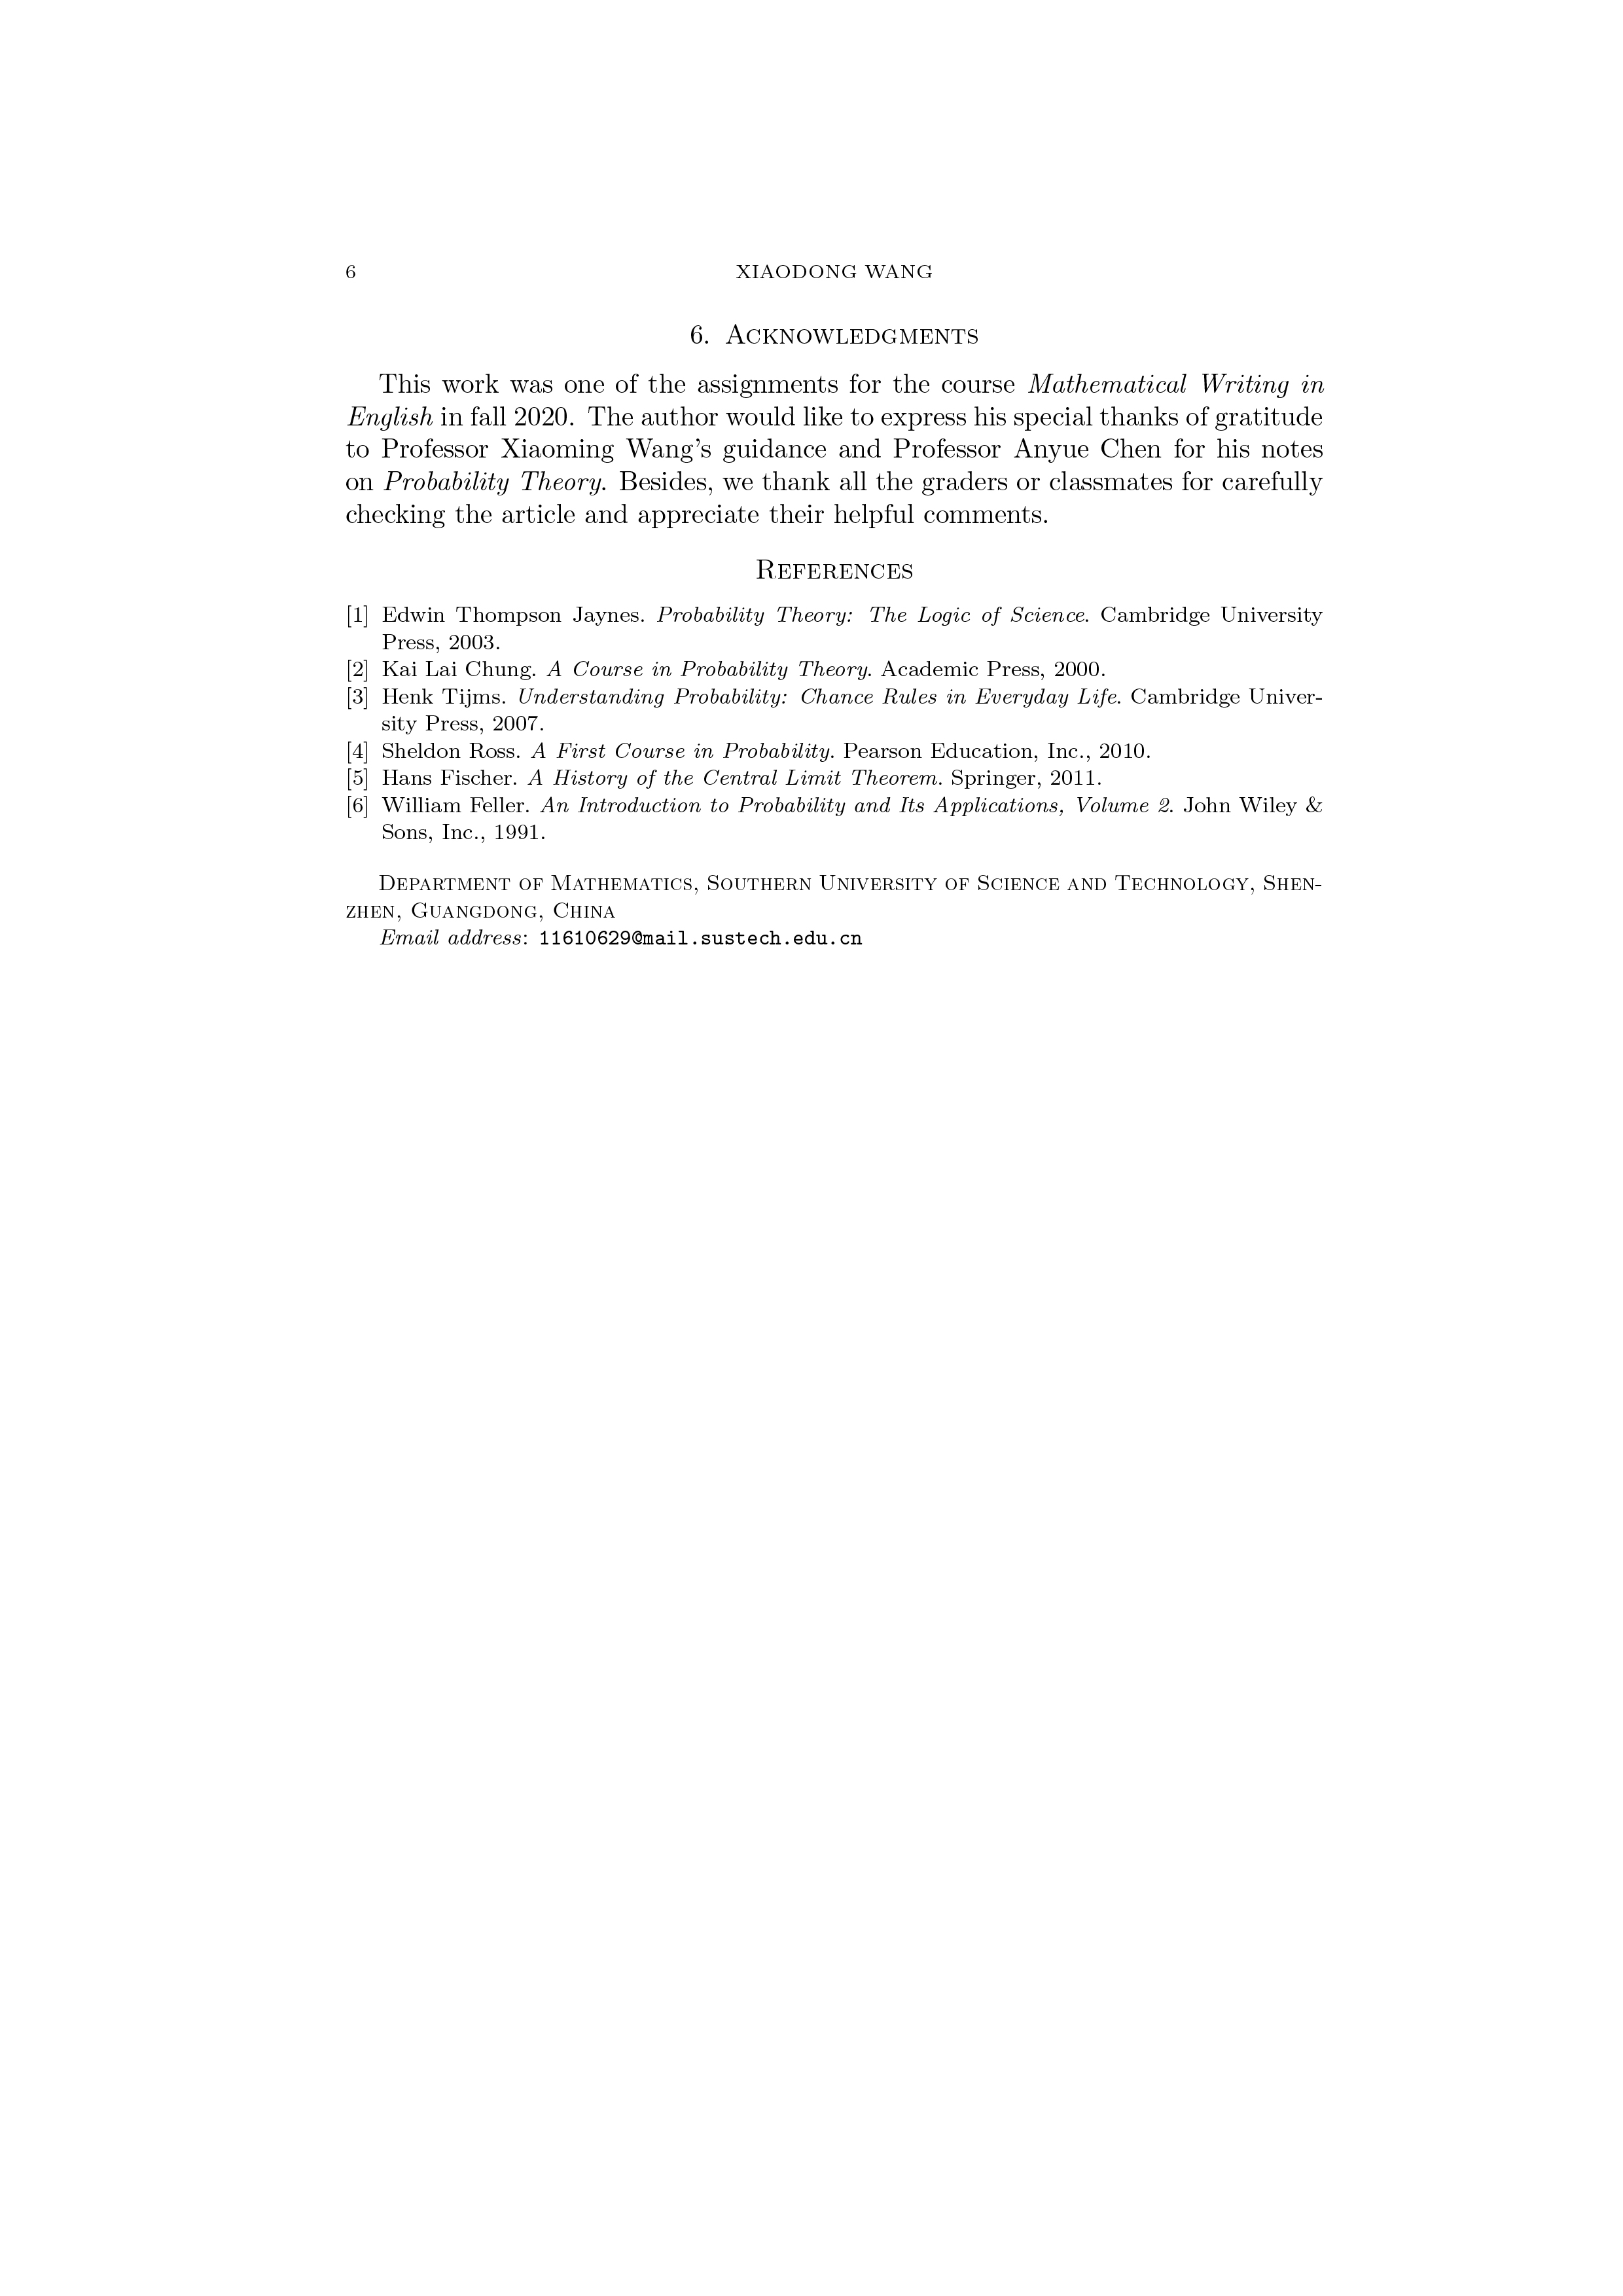 6 XIAODONG WANG
6. Acknowledgments
This work was one of the assignments for the course Mathematical Writing in
English in fall 2020. The author would like to express his special thanks of gratitude
to Professor Xiaoming Wang's guidance and Professor Anyue Chen for his notes
on Probability Theory. Besides, we thank all the graders or classmates for carefully
checking the article and appreciate their helpful comments.
References
[1] Edwin Thompson Jaynes. Probability Theory: The Logic of Science. Cambridge University
Press, 2003.
[2] Kai Lai Chung. A Course in Probability Theory. Academic Press, 2000.
[3] Henk Tijms. Understanding Probability: Chance Rules in Everyday Life. Cambridge Univer-
sity Press, 2007.
[4] Sheldon Ross. A First Course in Probability. Pearson Education, Inc., 2010.
[5] Hans Fischer. A History of the Central Limit Theorem. Springer, 2011.
[6] William Feller. An Introduction to Probability and Its Applications, Volume 2. John Wiley &
Sons, Inc., 1991.
Department of Mathematics, Southern University of Science and Technology, Shen-
zhen, Guangdong, China
Email address: 11610629@mail.sustech.edu.cn